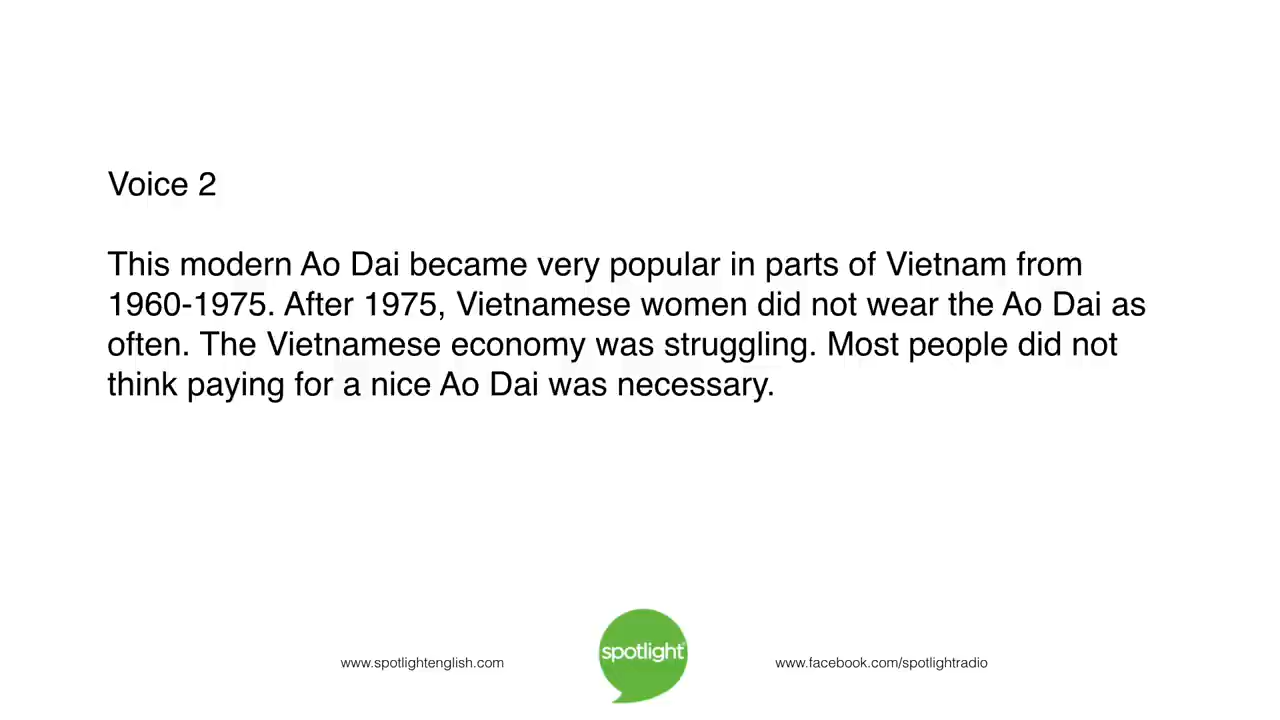 Voice 2
This modern Ao Dai became very popular in parts of Vietnam from
1960-1975. After 1975, Vietnamese women did not wear the Ao Dai as
often. The Vietnamese economy was struggling. Most people did not
think paying for a nice Ao Dai was necessary.
spotlight
www.spotlightenglish.com
www.facebook.com/spotlightradio